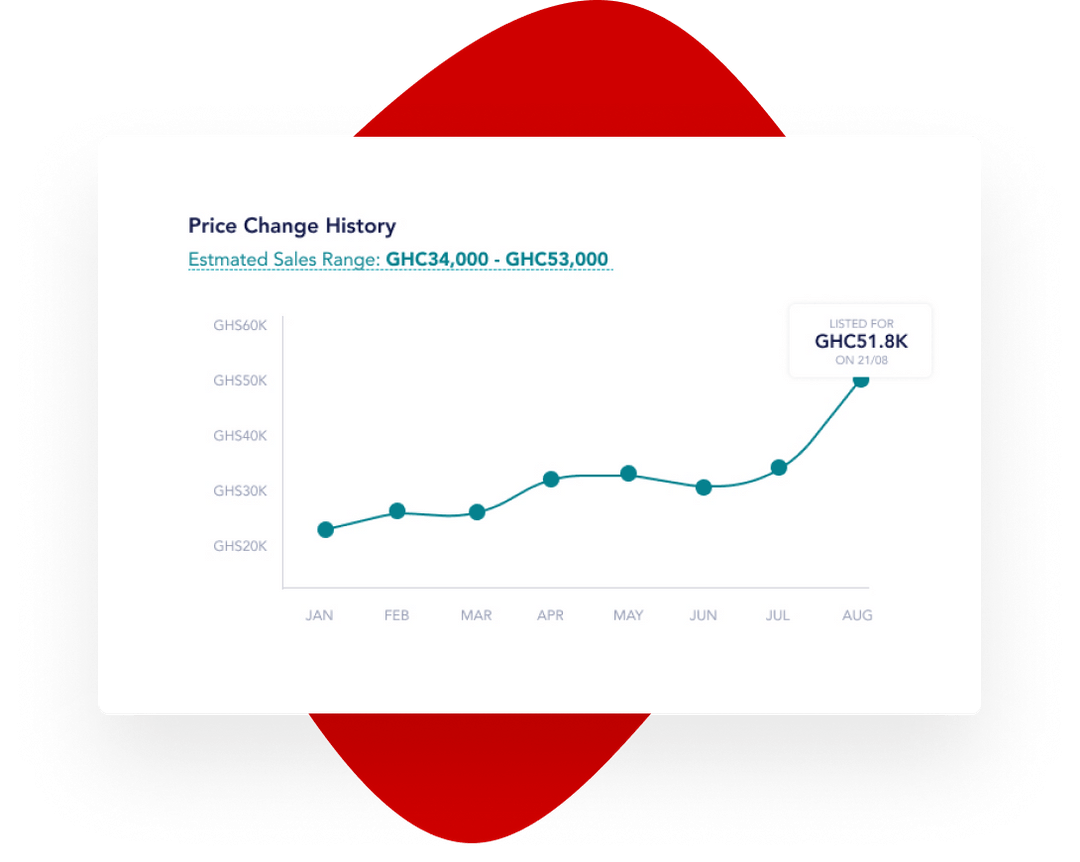 Price Change History
Estmated Sales Range: GHC34,000 - GHC53,000
LISTED FOR
GHC51.8K
ON 21/08
GHS60K
GHS50K
GHS40K
GHS30K
GHS20K
JAN FEB MAR APR MAY JUN JUL AUG